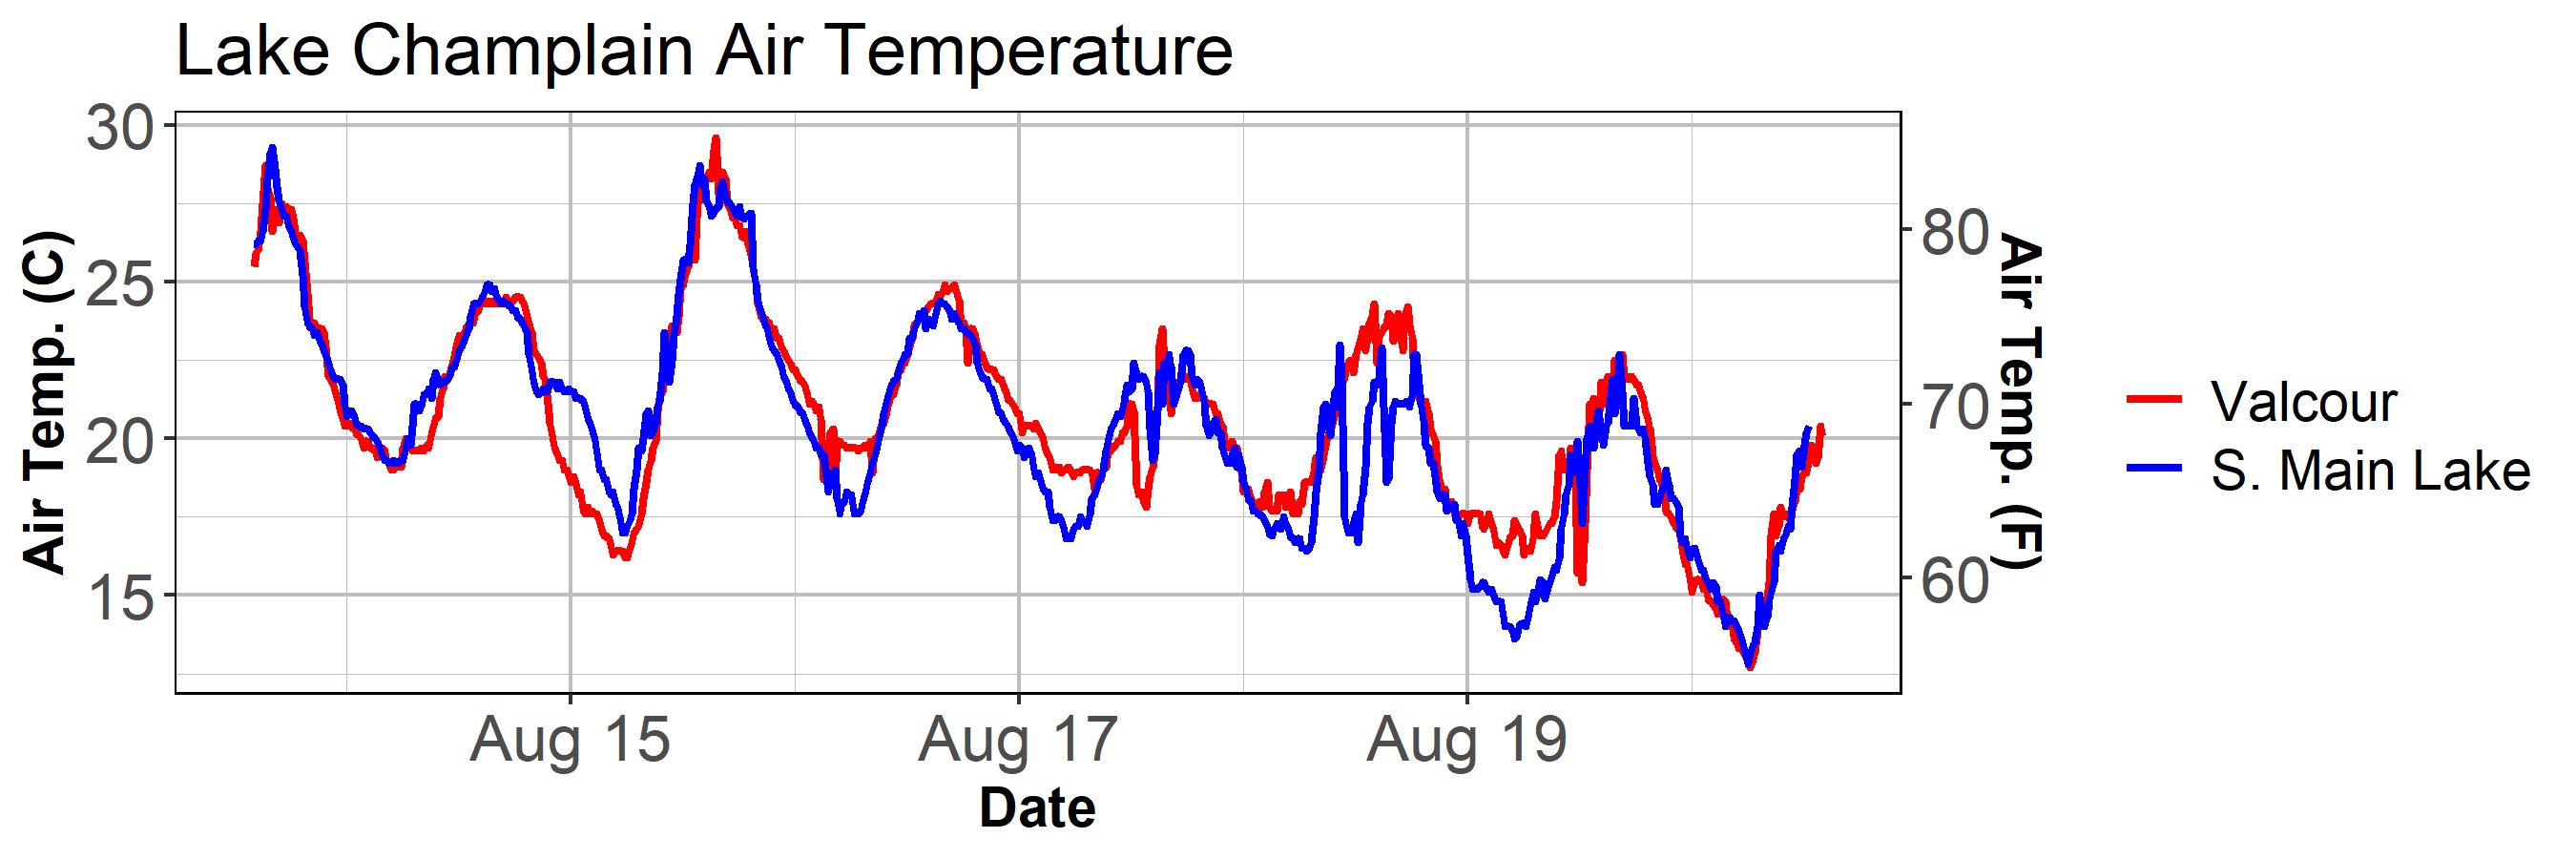 Lake Champlain Air Temperature
30
25
20
15
Air Temp. (C)
80
70
60
Air Temp. (F)
Aug 15
Aug 17
Aug 19
Date
Valcour
S. Main Lake